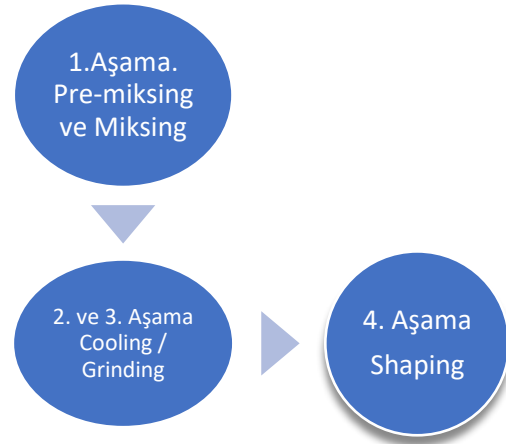 1.Aşama.
Pre-miksing
ve Miksing
2. ve 3. Aşama
Cooling /
Grinding
4. Aşama
Shaping